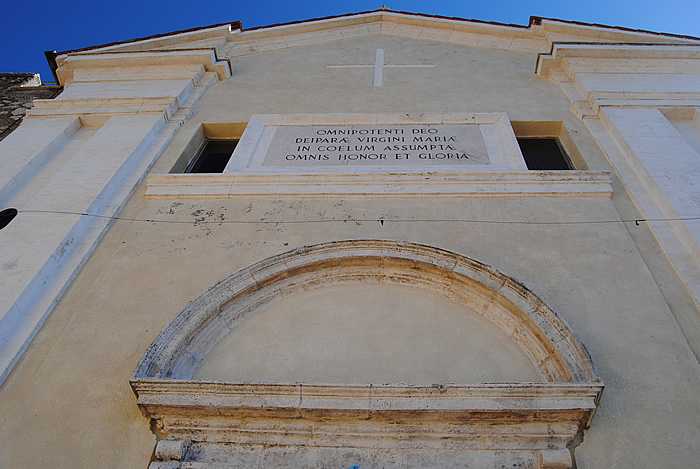 OMNIPOTENTI DEO
DEIPARÆ VIRGINI MARIÆ
IN COELUM ASSUMPTÆ
OMNIS HONOR ET GLORIA